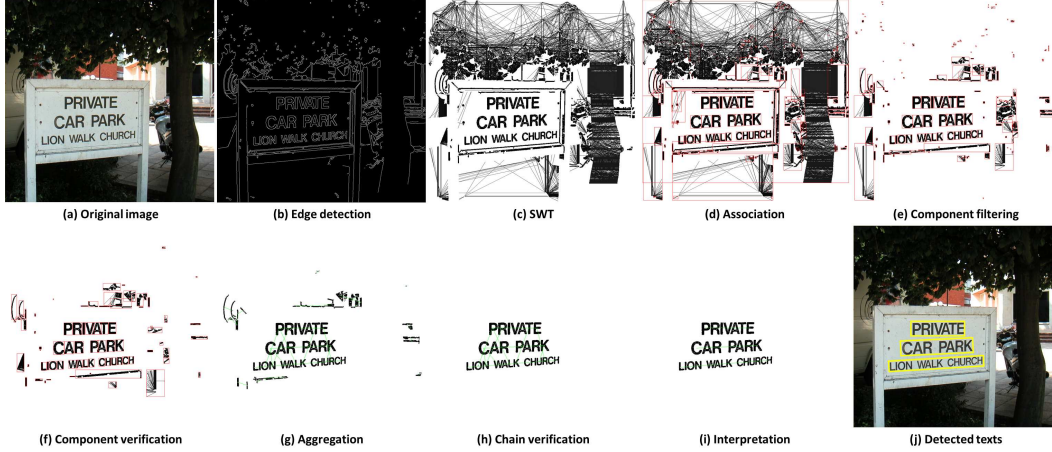 PRIVATE
CAR PARK
LION WALK CHURCH
PRIVATE
CAR PARK
LION WALK CHURCH
PRIVATE
CAR PARK
LION WALK CHURCH
PRIVATE
CAR PARK
LION WALK CHURCH
PRIVATE
CAR PARK
LION WALK CHURCH
(a) Original image
(b) Edge detection
(c) SWT
(d) Association
(e) Component filtering
PRIVATE
CAR PARK
LION WALK CHURCH
PRIVATE
CAR PARK
LION WALK CHURCH
PRIVATE
CAR PARK
LION WALK CHURCH
PRIVATE
CAR PARK
LION WALK CHURCH
PRIVATE
CAR PARK
LION WALK CHURCH
(f) Component verification
(g) Aggregation
(h) Chain verification
(i) Interpretation
(j) Detected texts